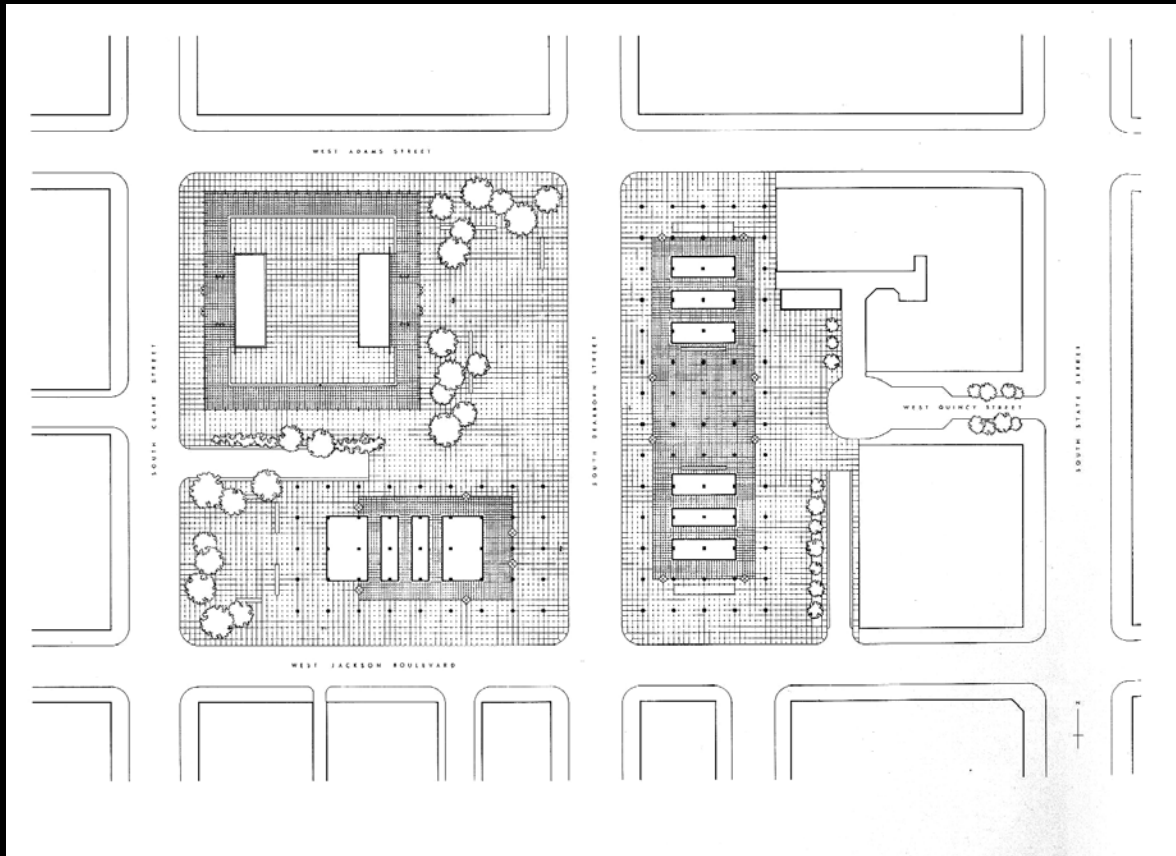 WEST ADAMS STREET
SOUTH CLARK STREET
SOUTH DEARBORN STREET
WEST QUINCY STREET
SOUTH STATE STREET
WEST JACKSON BOULEVARD
N